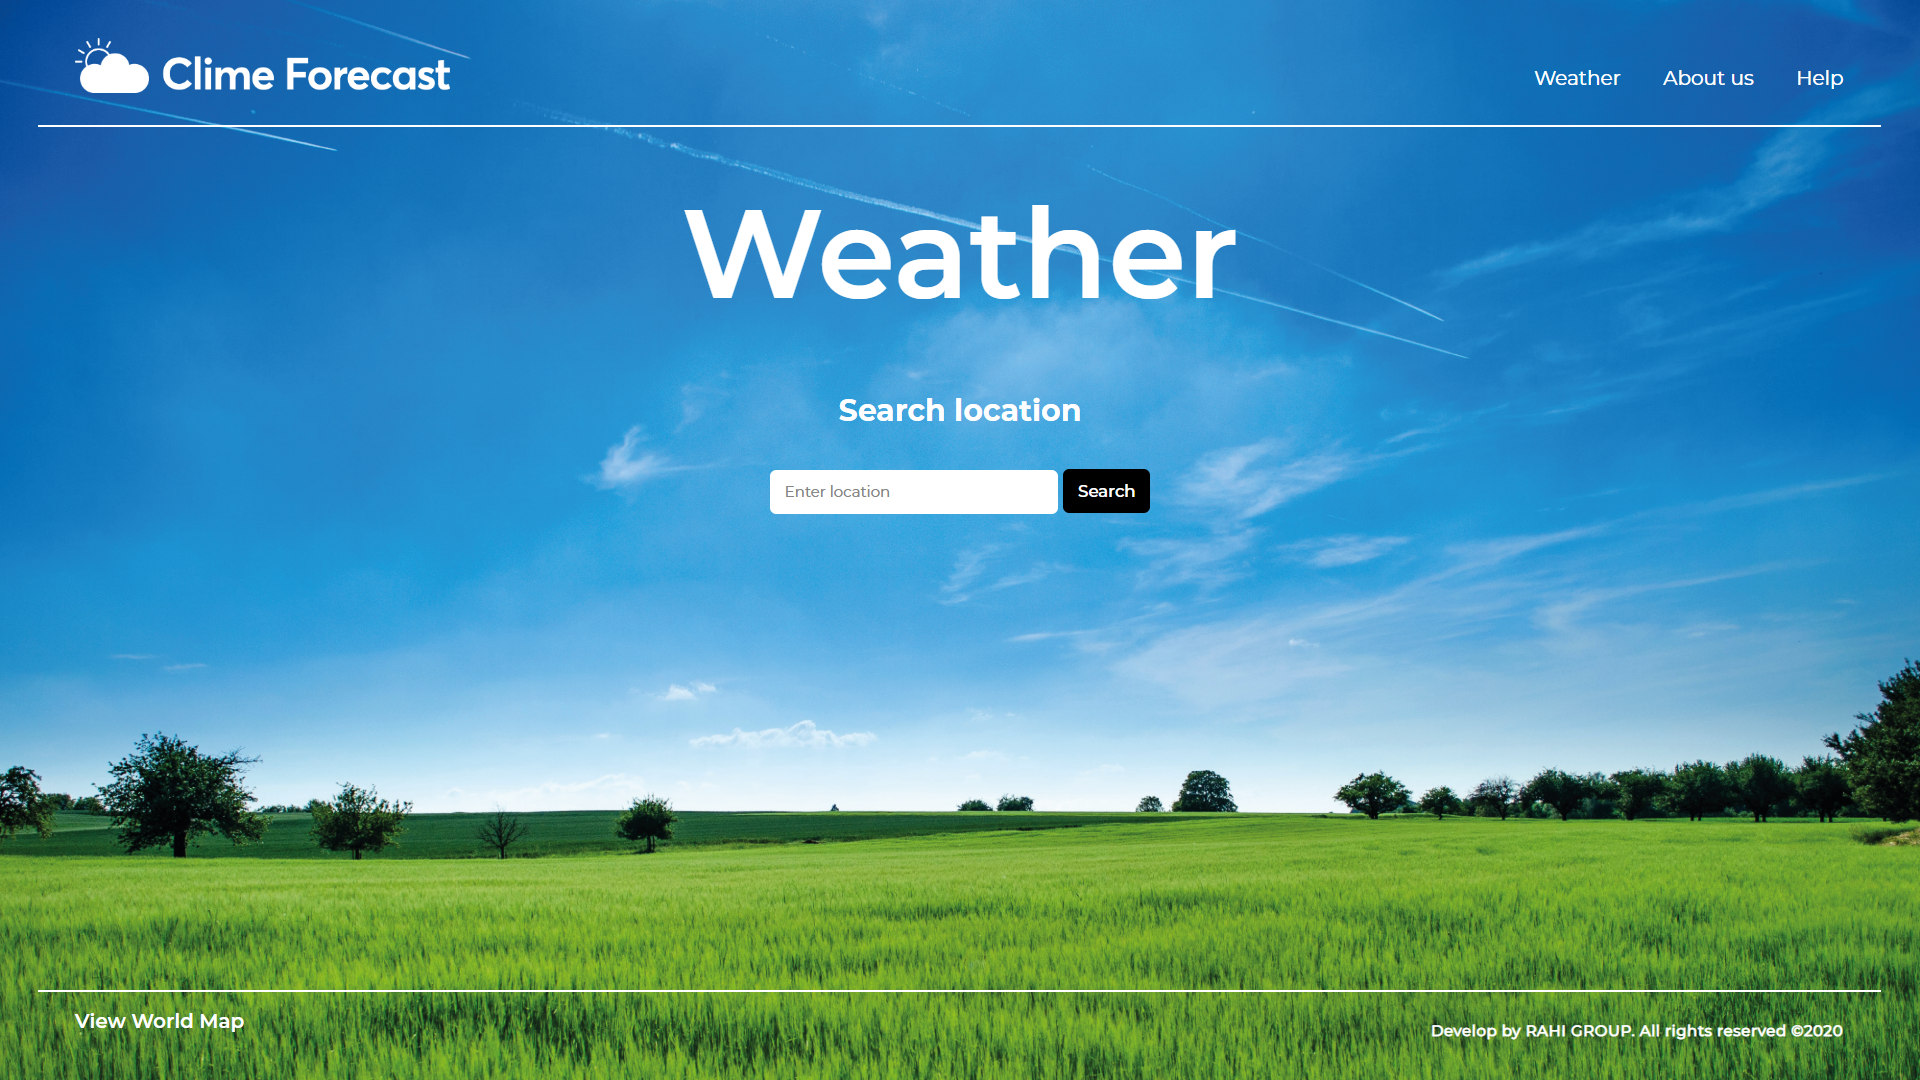 Clime Forecast
Weather
About us
Help
Weather
Search location
Enter location
Search
View World Map
Develop by RAHI GROUP. All rights reserved ©2020